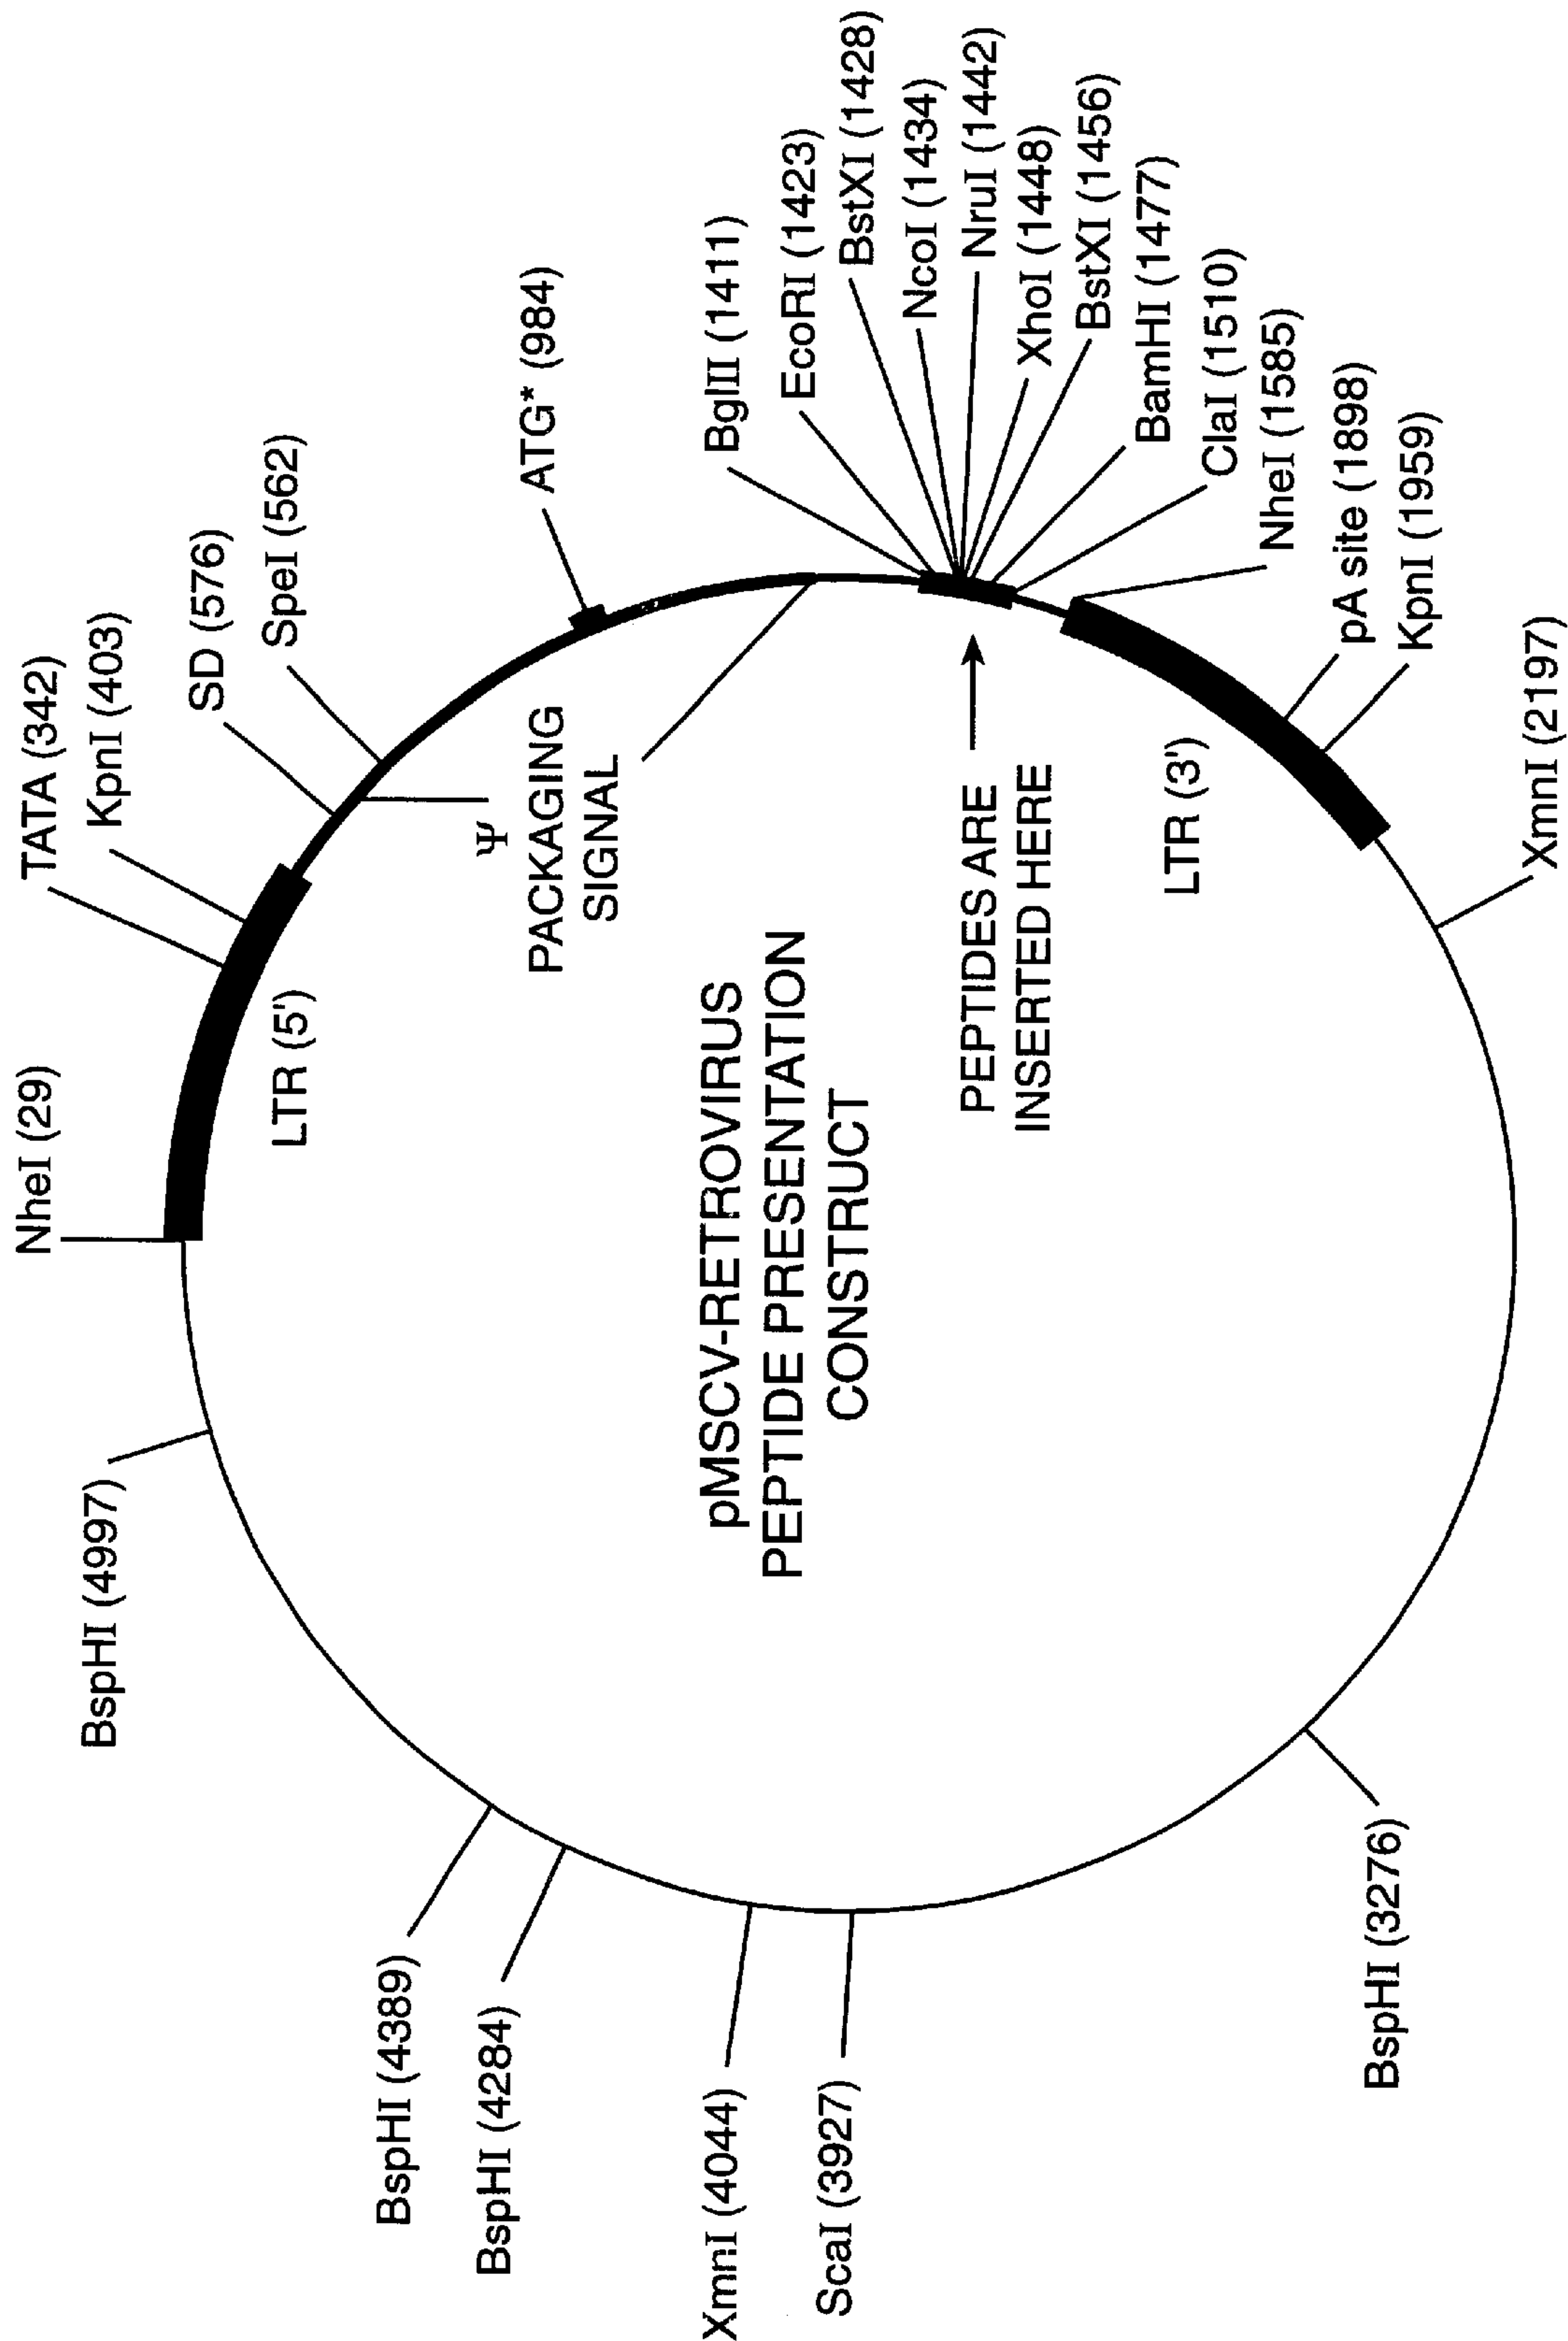 NheI (29)
TATA (342)
KpnI (403)
SD (576)
SpeI (562)
ATG* (984)
BglII (1411)
EcoRI (1423)
BstXI (1428)
NcoI (1434)
NruI (1442)
XhoI (1448)
BstXI (1456)
BamHI (1477)
ClaI (1510)
NheI (1585)
pA site (1898)
KpnI (1959)
XmnI (2197)
BspHI (3276)
ScaI (3927)
XmnI (4044)
BspHI (4284)
BspHI (4389)
BspHI (4997)
LTR (5')
Ψ
PACKAGING
SIGNAL
pMSCV-RETROVIRUS
PEPTIDE PRESENTATION
CONSTRUCT
PEPTIDES ARE
INSERTED HERE
LTR (3')